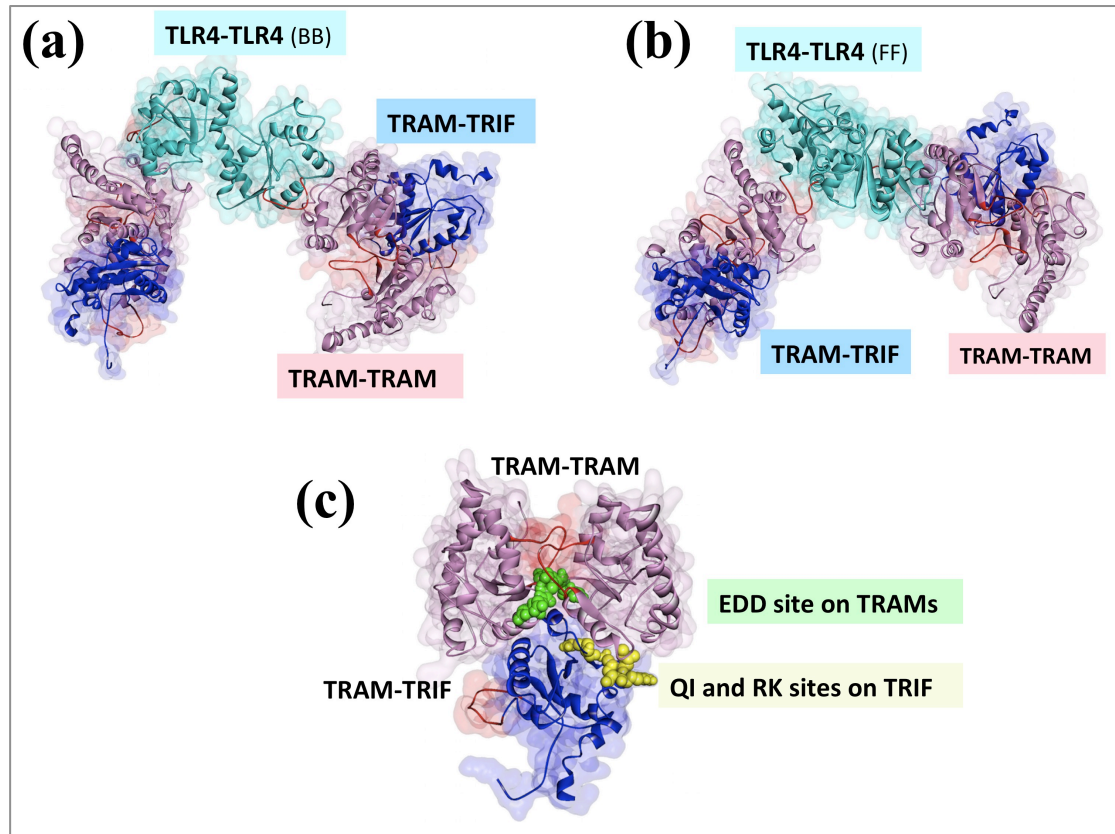 (a)
TLR4-TLR4 (BB)
TRAM-TRIF
TRAM-TRAM
(b)
TLR4-TLR4 (FF)
TRAM-TRIF
TRAM-TRAM
(c)
TRAM-TRAM
EDD site on TRAMs
TRAM-TRIF
QI and RK sites on TRIF